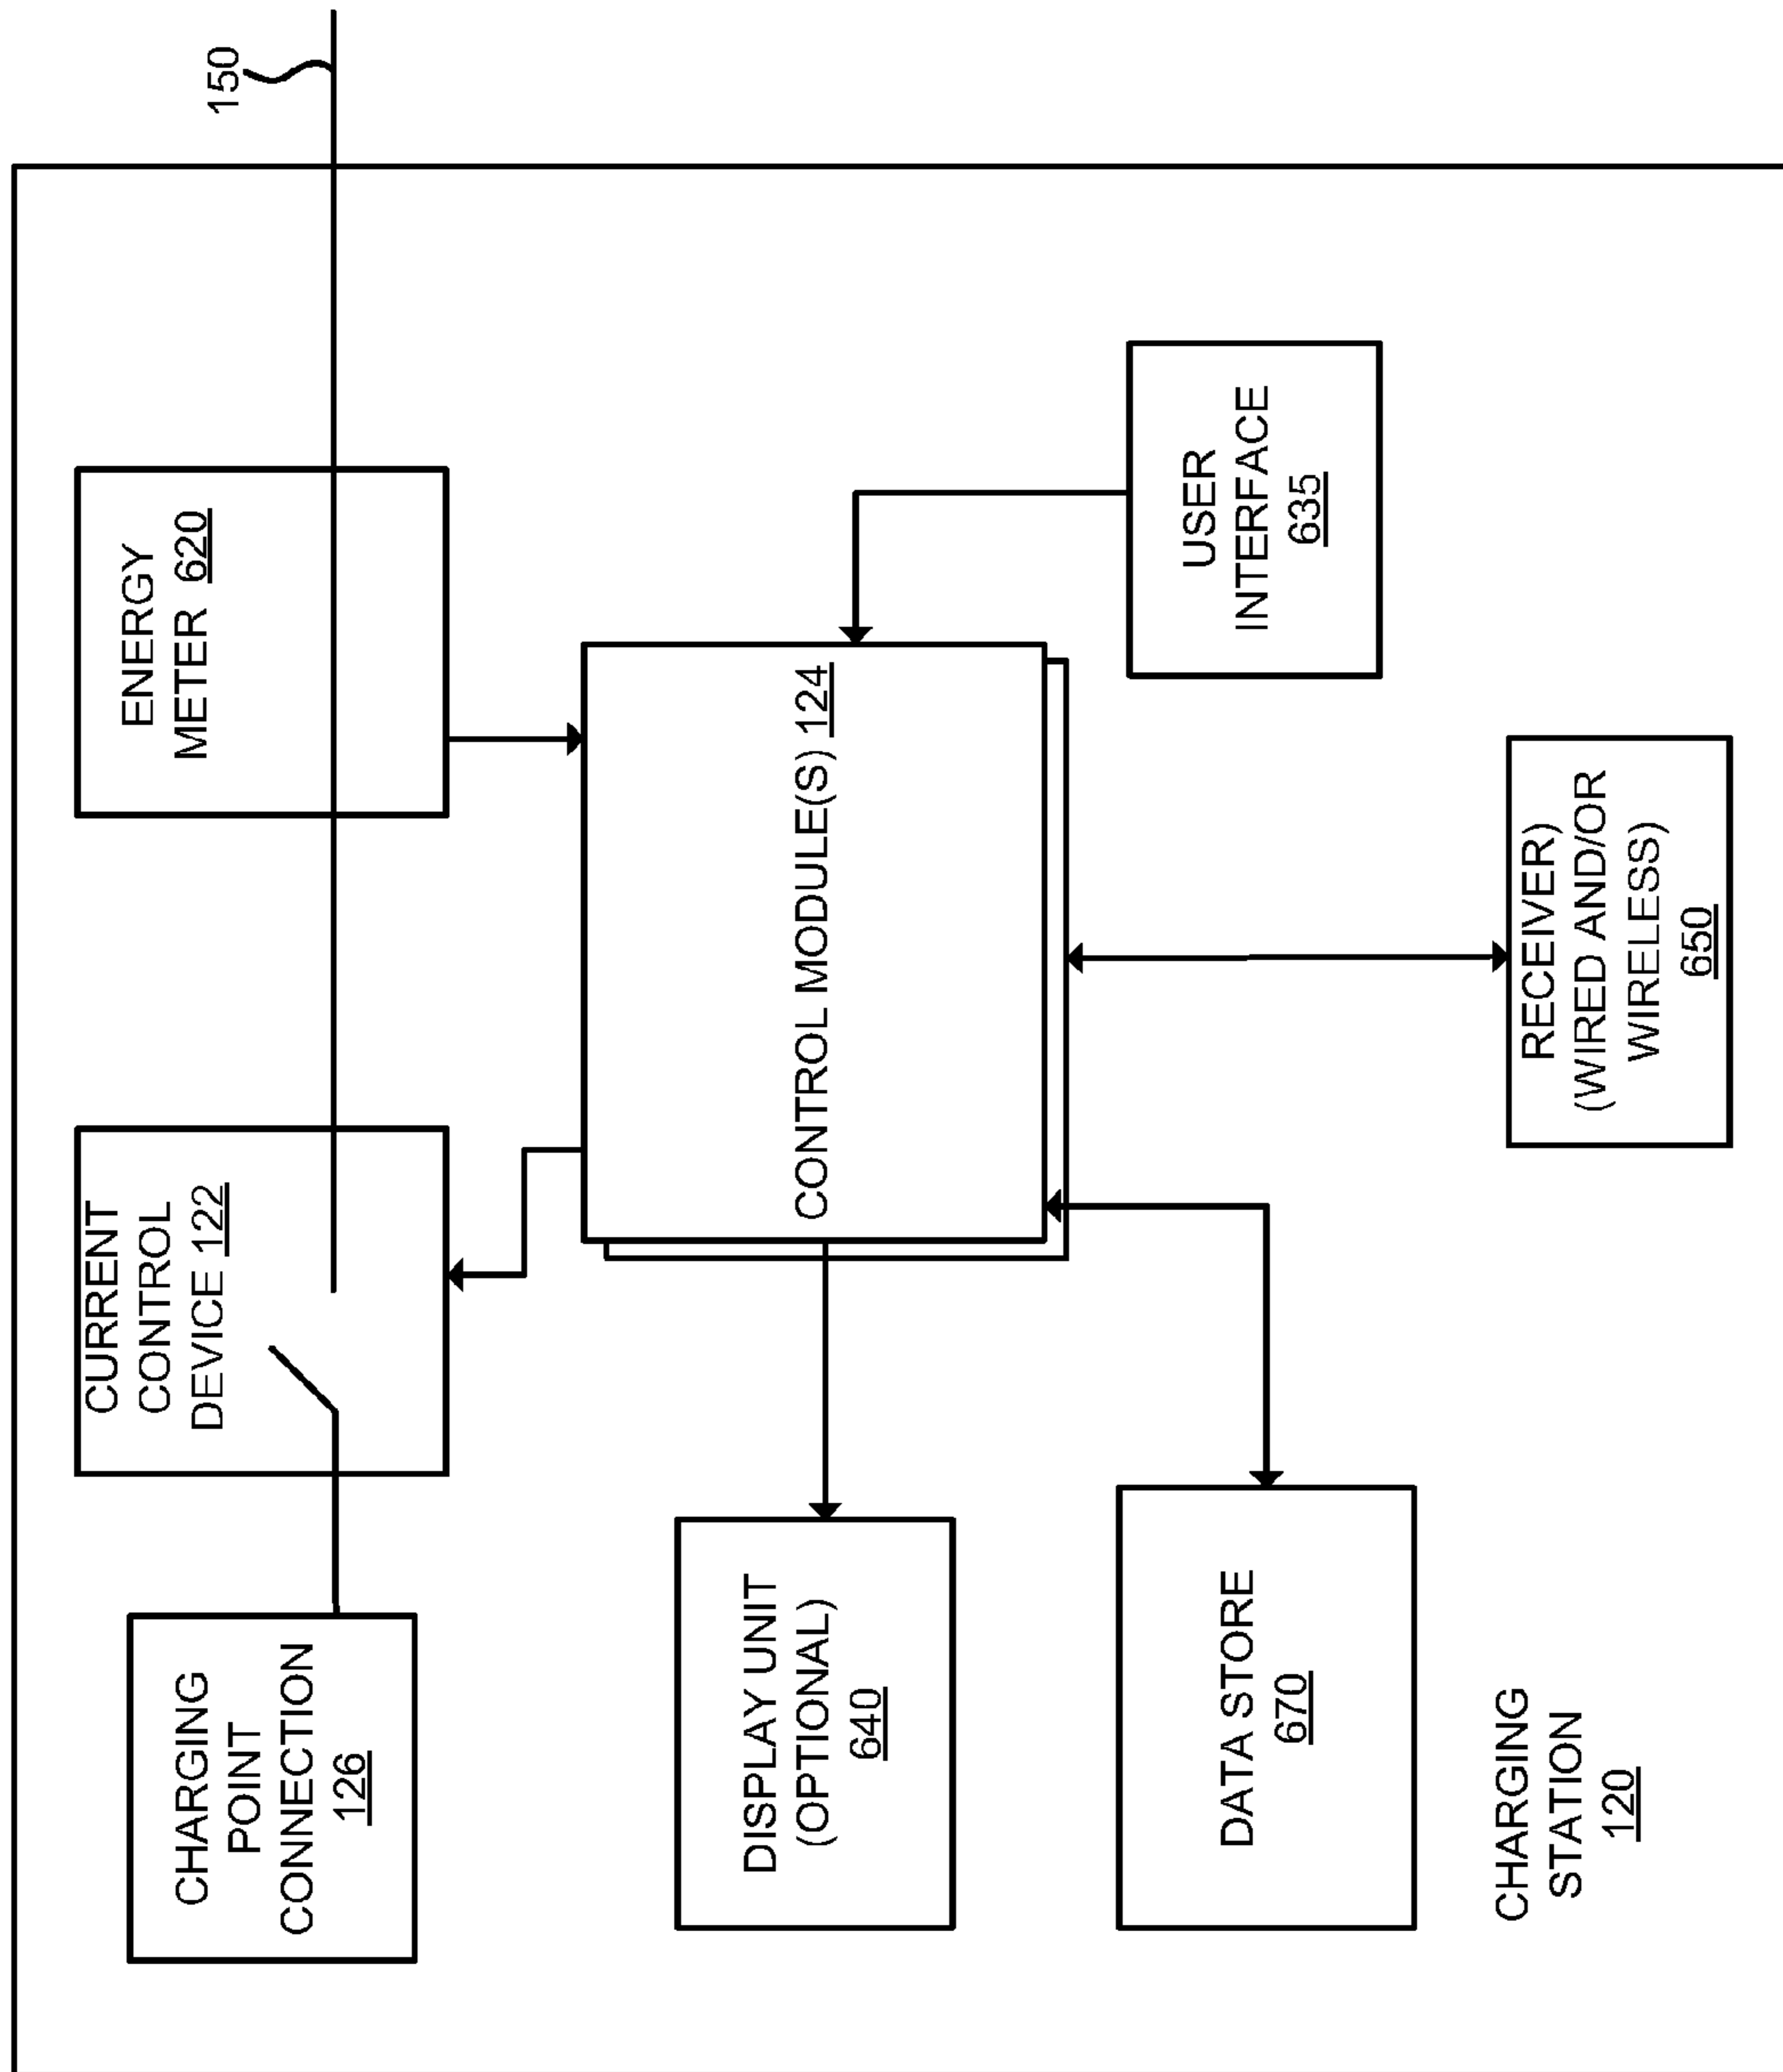 CHARGING
POINT
CONNECTION
126
CURRENT
CONTROL
DEVICE 122
ENERGY
METER 620
150
DISPLAY UNIT
(OPTIONAL)
640
CONTROL MODULE(S) 124
USER
INTERFACE
635
DATA STORE
670
RECEIVER)
(WIRED AND/OR
WIRELESS)
650
CHARGING
STATION
120